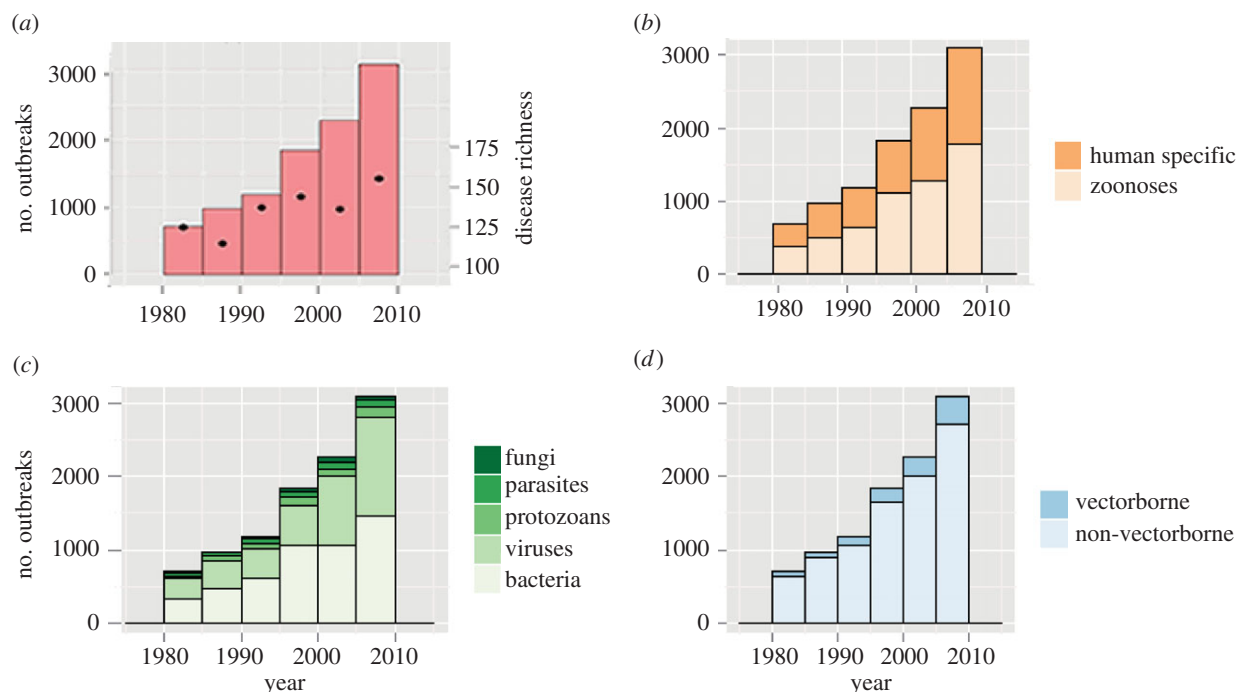 (a)
no. outbreaks
3000
2000
1000
0
175
150
125
100
disease richness
1980 1990 2000 2010
(b)
3000
2000
1000
0
1980 1990 2000 2010
human specific
zoonoses
(c)
no. outbreaks
3000
2000
1000
0
1980 1990 2000 2010
year
fungi
parasites
protozoans
viruses
bacteria
(d)
3000
2000
1000
0
1980 1990 2000 2010
year
vectorborne
non-vectorborne